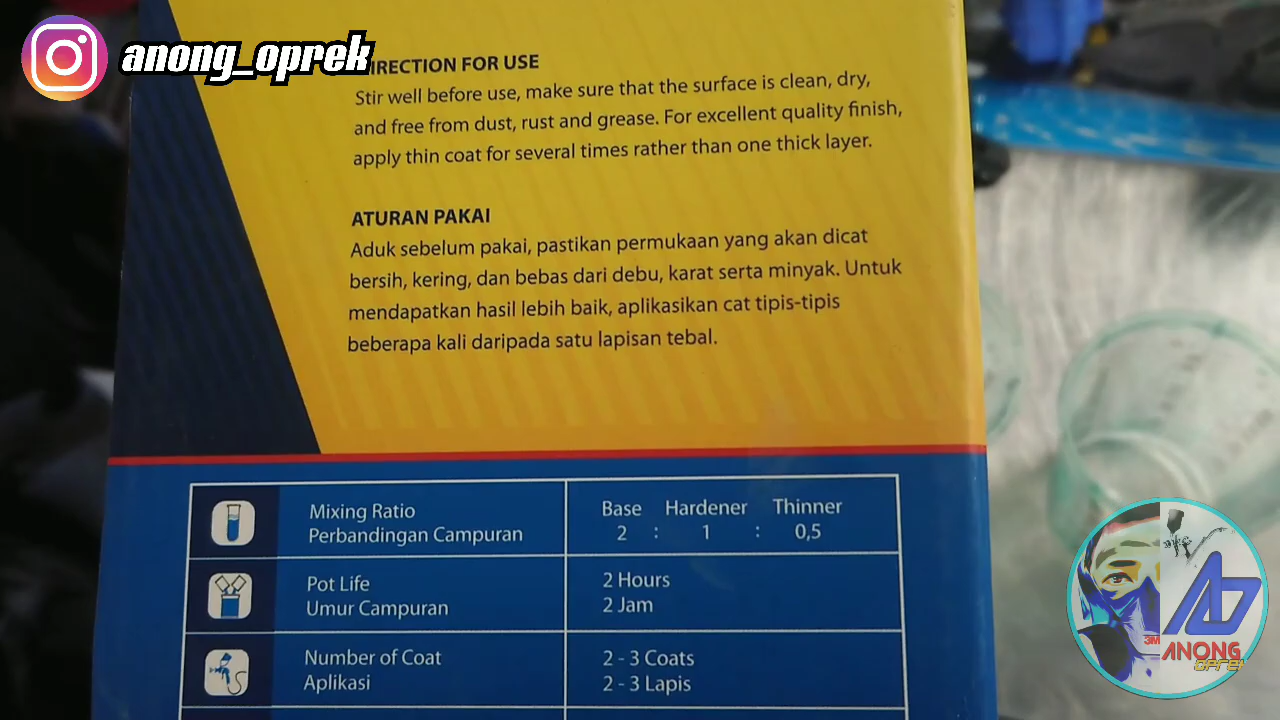 anong_oprek
IRECTION FOR USE
Stir well before use, make sure that the surface is clean, dry,
and free from dust, rust and grease. For excellent quality finish,
apply thin coat for several times rather than one thick layer.
ATURAN PAKAI
Aduk sebelum pakai, pastikan permukaan yang akan dicat
bersih, kering, dan bebas dari debu, karat serta minyak. Untuk
mendapatkan hasil lebih baik, aplikasikan cat tipis-tipis
beberapa kali daripada satu lapisan tebal.
Mixing Ratio
Perbandingan Campuran
Base Hardener Thinner
2 : 1 : 0,5
Pot Life
Umur Campuran
2 Hours
2 Jam
Number of Coat
Aplikasi
2 - 3 Coats
2 - 3 Lapis
3M
ANONG
OPREK